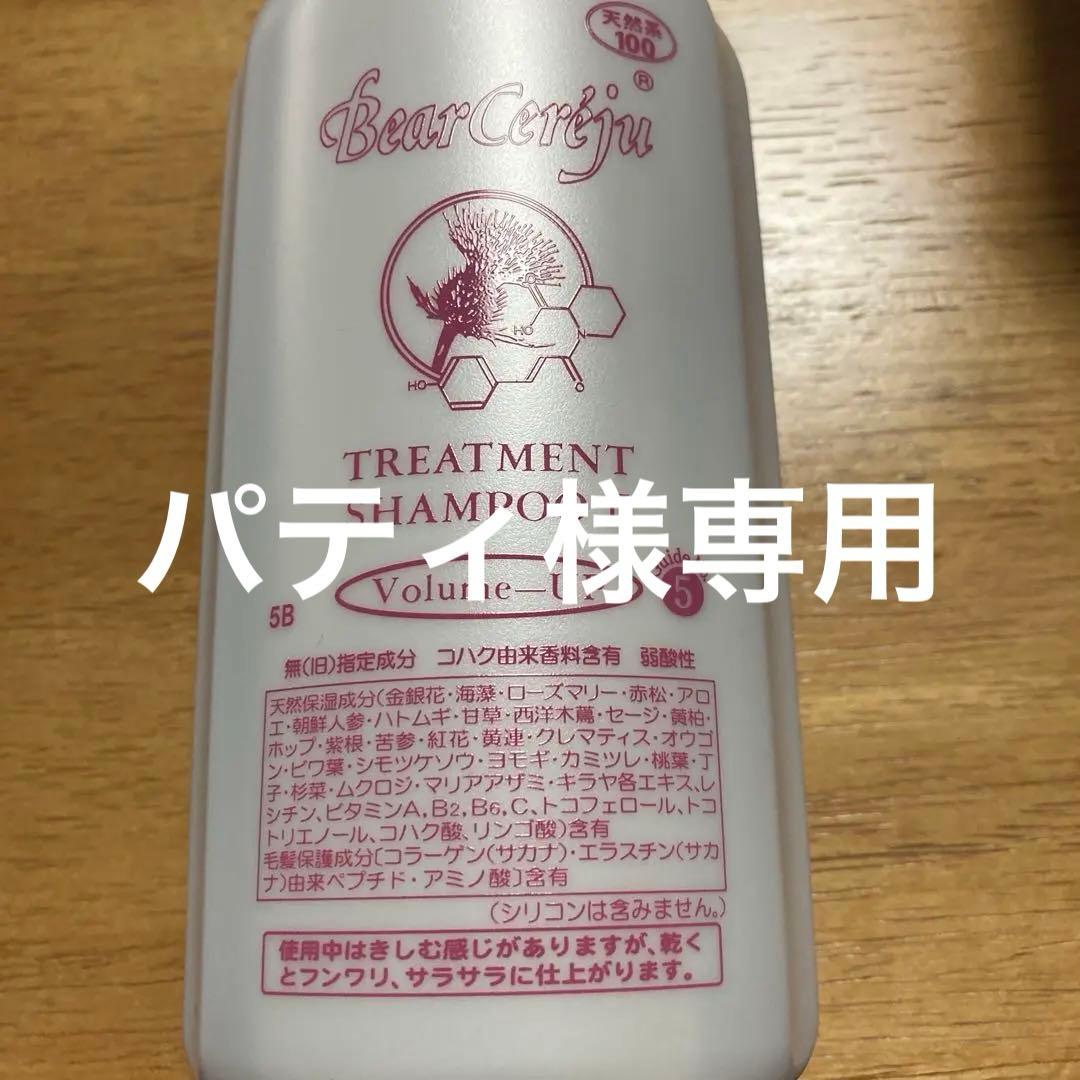 天然系
100
BearCeréju®
HO
N
HO
O
TREATMENT
SHAMPOO
パティ様専用
Volume—UP
5
5B
無(旧)指定成分 コハク由来香料含有 弱酸性
天然保湿成分(金銀花・海藻・ローズマリー・赤松・アロ
エ・朝鮮人参・ハトムギ・甘草・西洋木蔦・セージ・黄柏・
ホップ・紫根・苦参・紅花・黄連・クレマティス・オウゴ
ン・ビワ葉・シモツケソウ・ヨモギ・カミツレ・桃葉・丁
子・杉菜・ムクロジ・マリアアザミ・キラヤ各エキス、レ
シチン、ビタミンA,B2,B6,C、トコフェロール、トコ
トリエノール、コハク酸、リンゴ酸)含有
毛髪保護成分〔コラーゲン(サカナ)・エラスチン(サカ
ナ)由来ペプチド・アミノ酸〕含有
(シリコンは含みません。)
使用中はきしむ感じがありますが、乾く
とフンワリ、サラサラに仕上がります。